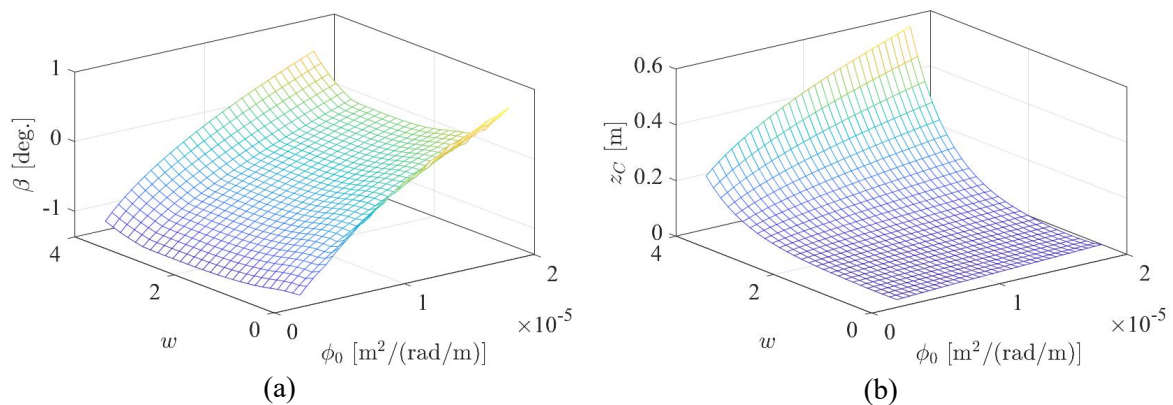 1
0
-1
β [deg.]
4
2
0
w
0
1
2
×10⁻⁵
ϕ₀ [m²/(rad/m)]
(a)
0.6
0.4
0.2
0
z_C [m]
4
2
0
w
0
1
2
×10⁻⁵
ϕ₀ [m²/(rad/m)]
(b)